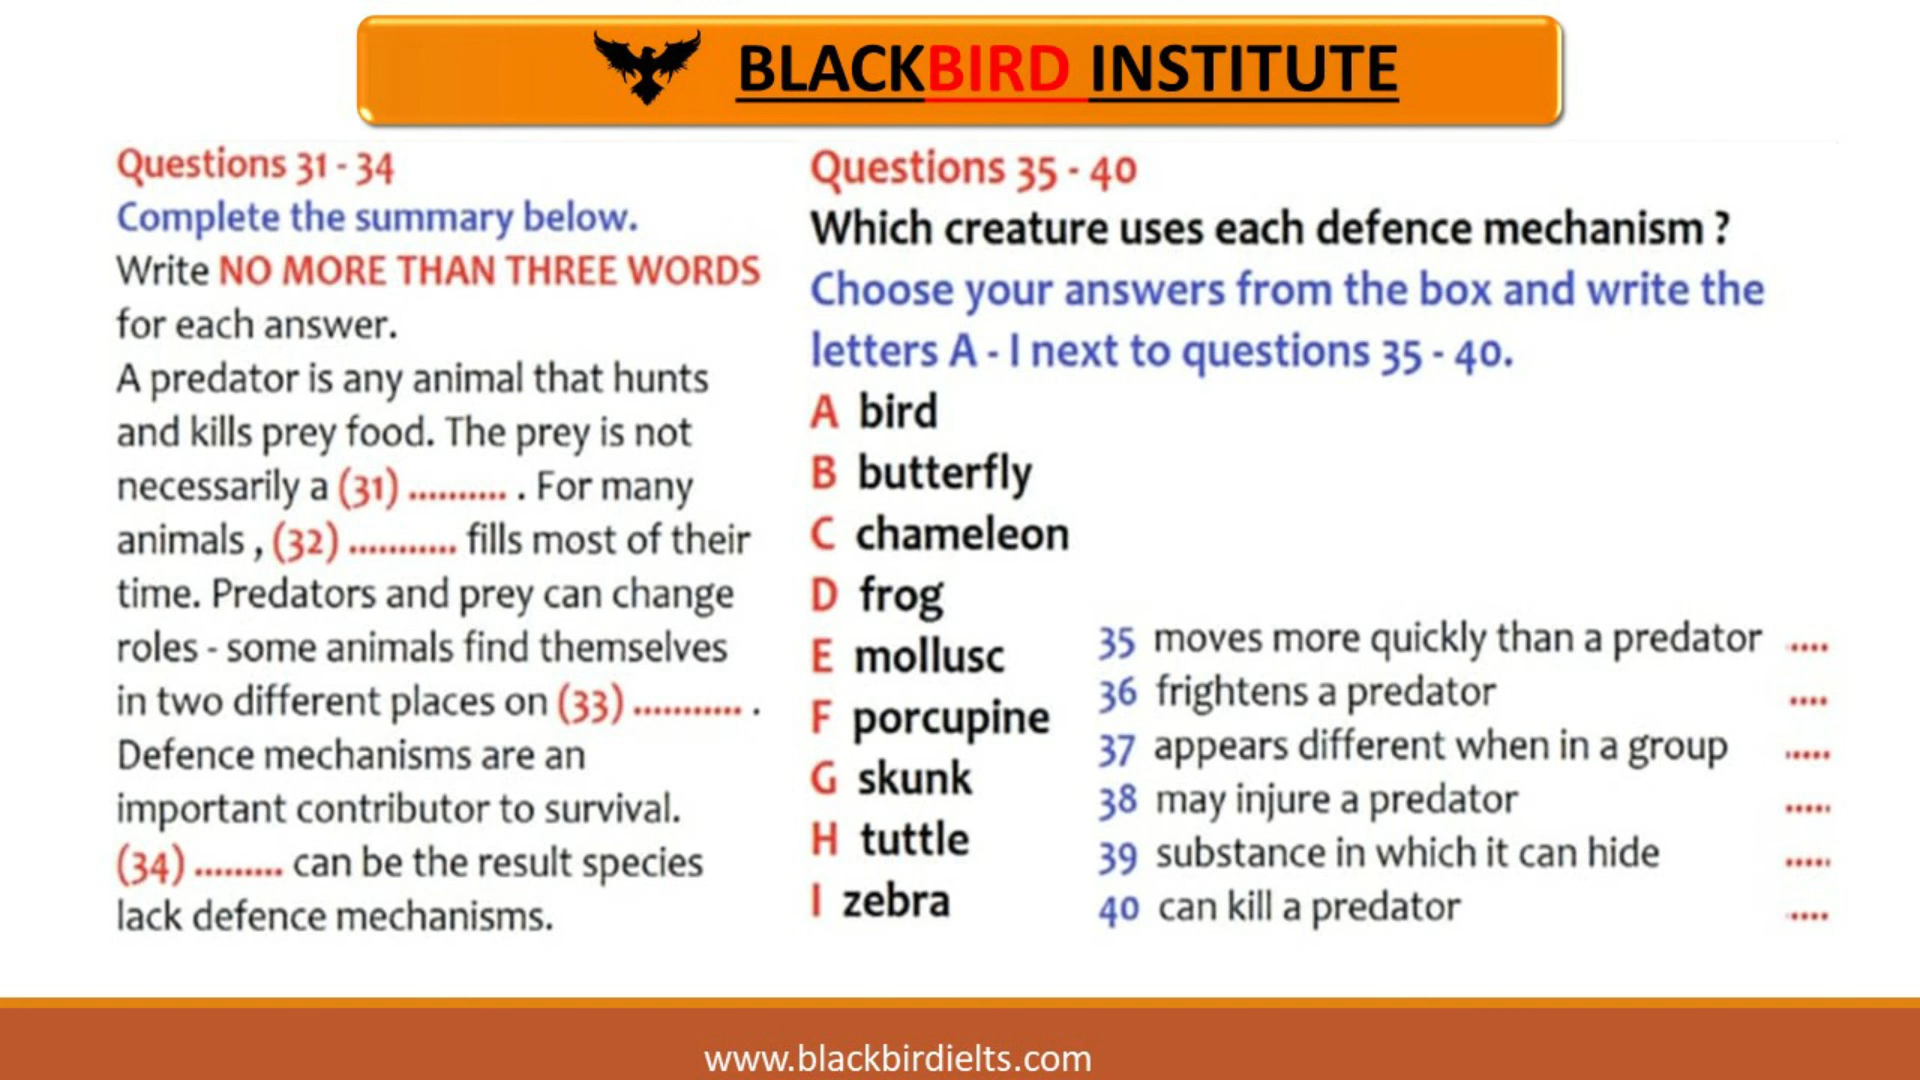 BLACKBIRD INSTITUTE
Questions 31 - 34
Complete the summary below.
Write NO MORE THAN THREE WORDS
for each answer.
A predator is any animal that hunts
and kills prey food. The prey is not
necessarily a (31) ........... . For many
animals , (32) ............ fills most of their
time. Predators and prey can change
roles - some animals find themselves
in two different places on (33) ............ .
Defence mechanisms are an
important contributor to survival.
(34) .......... can be the result species
lack defence mechanisms.
Questions 35 - 40
Which creature uses each defence mechanism ?
Choose your answers from the box and write the
letters A - I next to questions 35 - 40.
A bird
B butterfly
C chameleon
D frog
E mollusc
F porcupine
G skunk
H tuttle
I zebra
35 moves more quickly than a predator ....
36 frightens a predator ....
37 appears different when in a group .....
38 may injure a predator .....
39 substance in which it can hide .....
40 can kill a predator ....
www.blackbirdielts.com